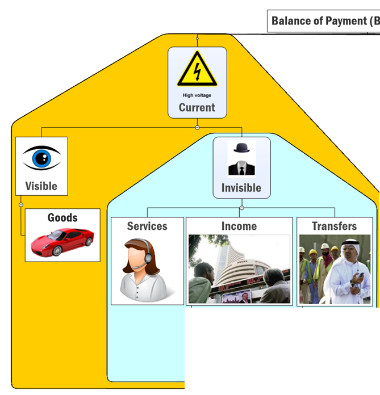 Balance of Payment (B
High voltage
Current
Visible
Invisible
Goods
Services
Income
Transfers